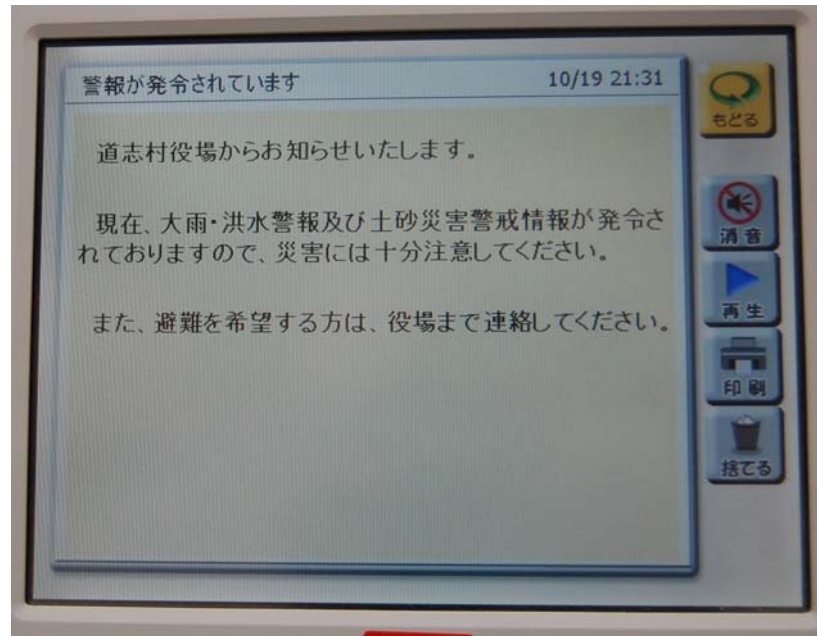 警報が発令されています 10/19 21:31
もどる
道志村役場からお知らせいたします。
消音
現在、大雨・洪水警報及び土砂災害警戒情報が発令さ
れておりますので、災害には十分注意してください。
再生
また、避難を希望する方は、役場まで連絡してください。
印刷
捨てる